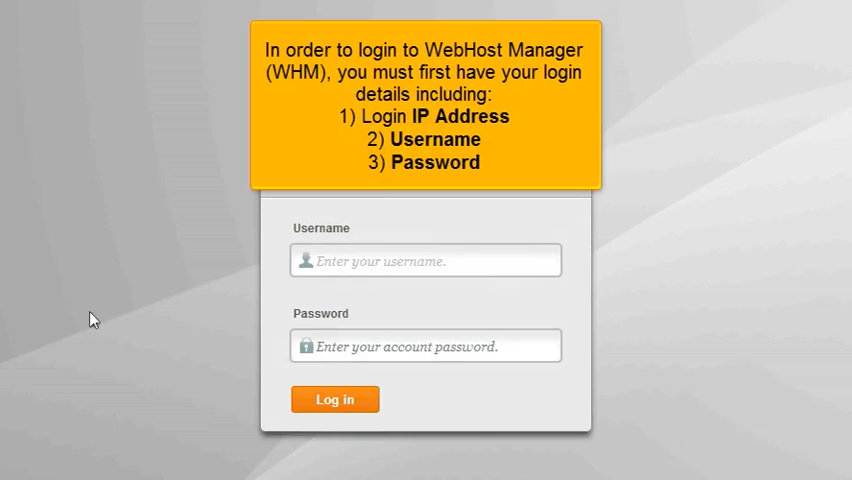 In order to login to WebHost Manager
(WHM), you must first have your login
details including:
1) Login IP Address
2) Username
3) Password
Username
Enter your username.
Password
Enter your account password.
Log in